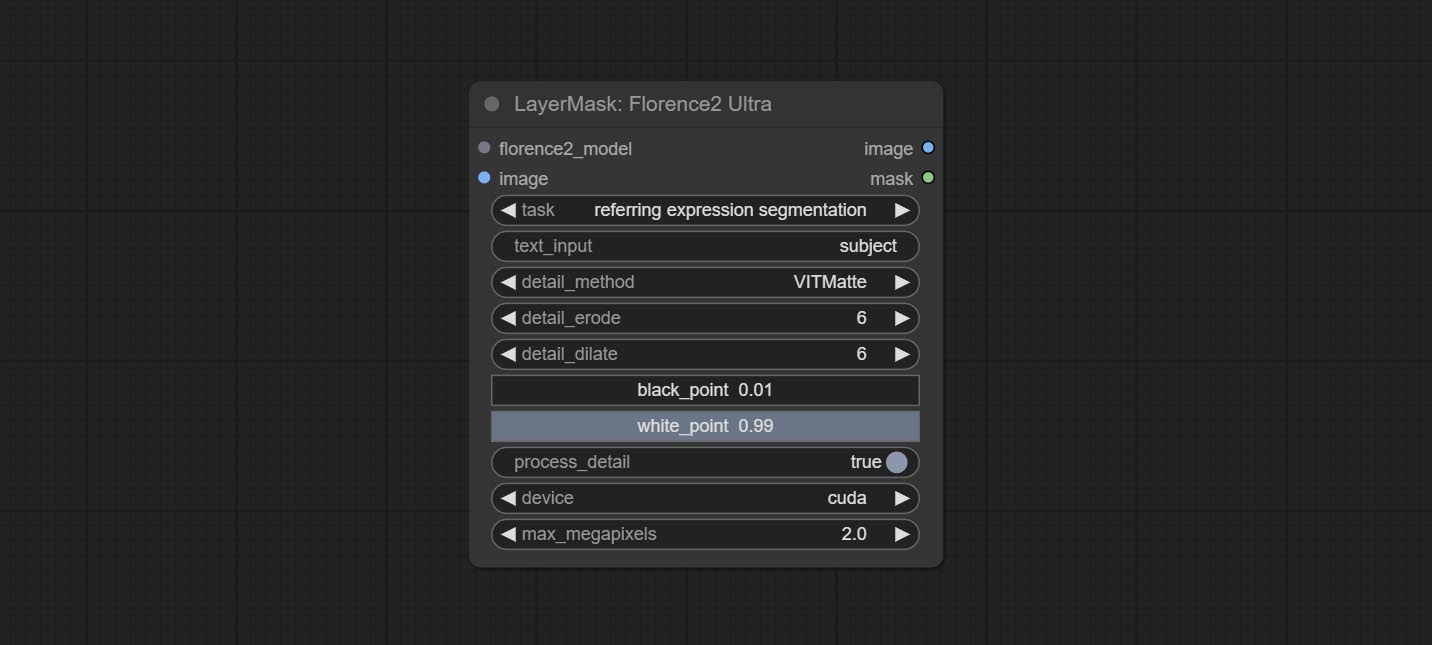 LayerMask: Florence2 Ultra
florence2_model image
image mask
task referring expression segmentation
text_input subject
detail_method VITMatte
detail_erode 6
detail_dilate 6
black_point 0.01
white_point 0.99
process_detail true
device cuda
max_megapixels 2.0